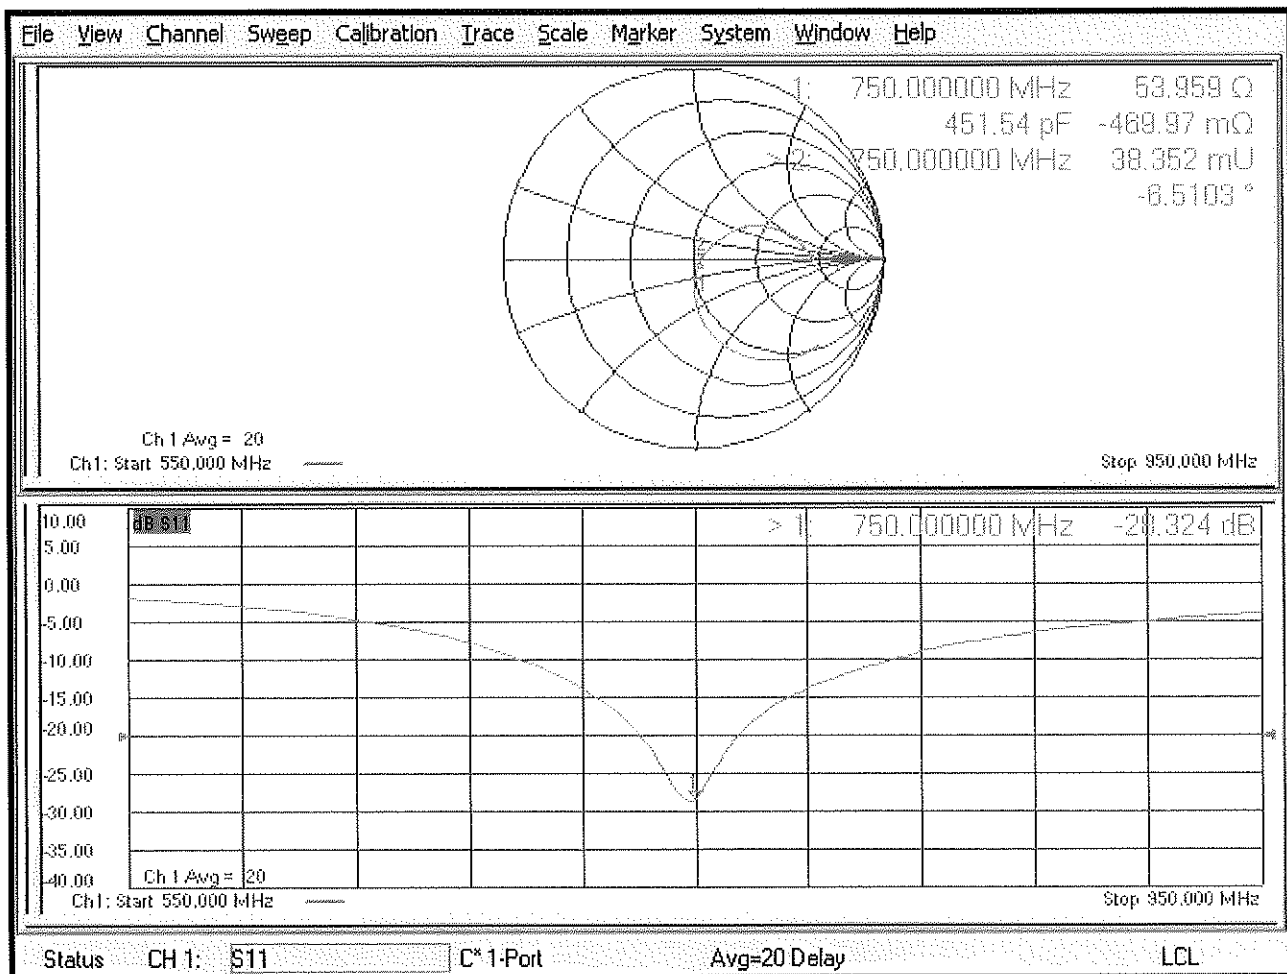 File View Channel Sweep Calibration Trace Scale Marker System Window Help
1: 750.000000 MHz 53.959 Ω
451.54 pF -469.97 mΩ
> 2: 750.000000 MHz 38.352 mU
-6.5103 °
Ch 1 Avg = 20
Ch1: Start 550.000 MHz
Stop 950.000 MHz
10.00
dB S11
> 1: 750.000000 MHz -28.324 dB
5.00
0.00
-5.00
-10.00
-15.00
-20.00
-25.00
-30.00
-35.00
-40.00
Ch 1 Avg = 20
Ch1: Start 550.000 MHz
Stop 950.000 MHz
Status CH 1: S11 C* 1-Port Avg=20 Delay LCL